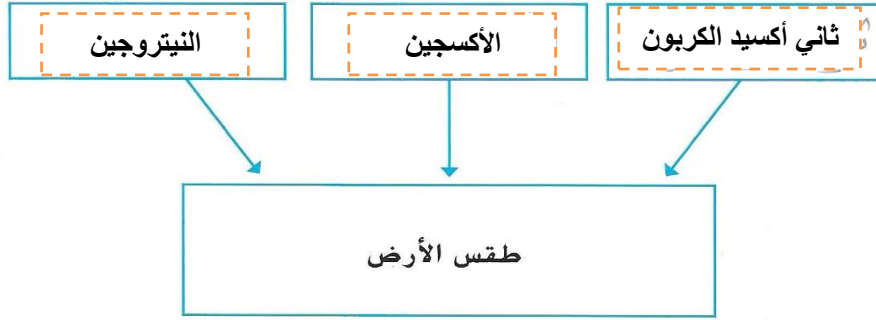 ثاني أكسيد الكربون
الأكسجين
النيتروجين
طقس الأرض